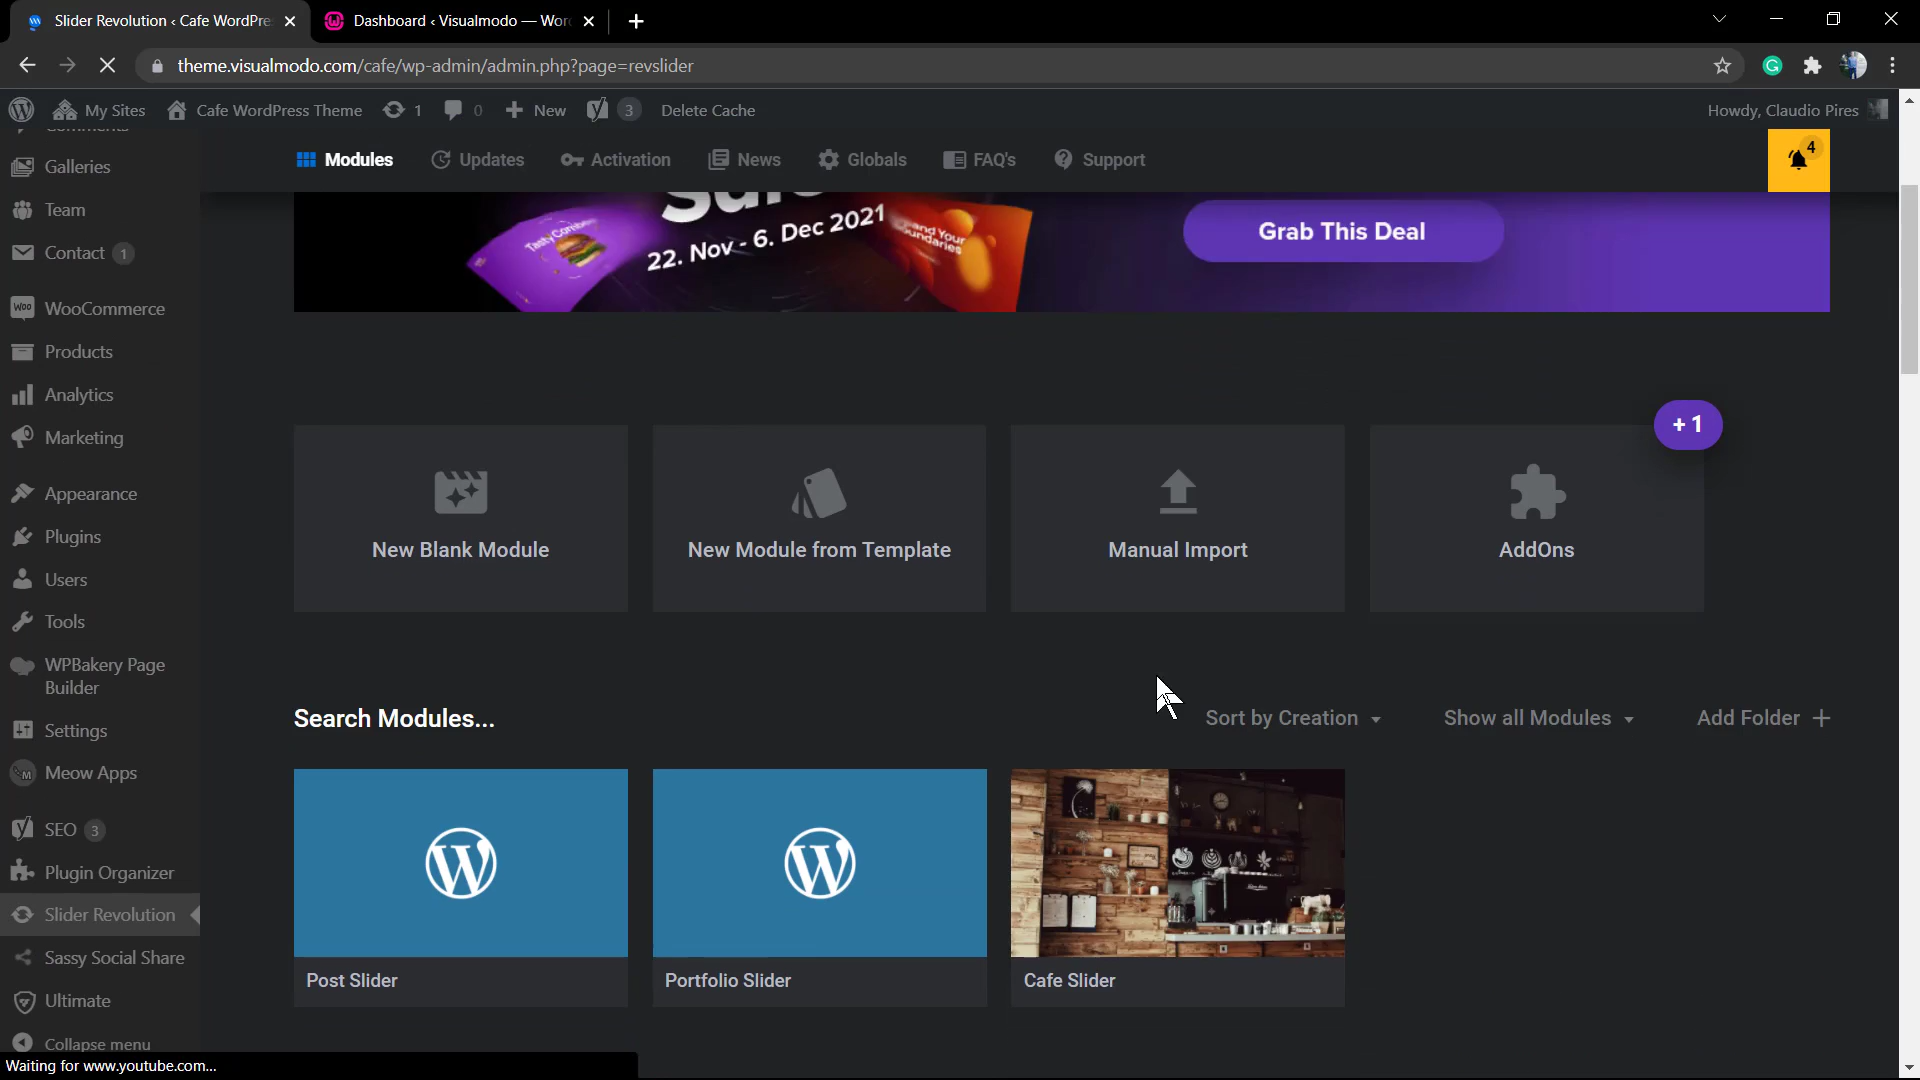 Slider Revolution ‹ Cafe WordPre
Dashboard ‹ Visualmodo — Wor
theme.visualmodo.com/cafe/wp-admin/admin.php?page=revslider
My Sites
Cafe WordPress Theme
1
0
New
3
Delete Cache
Howdy, Claudio Pires
Comments
Galleries
Team
Contact 1
WooCommerce
Products
Analytics
Marketing
Appearance
Plugins
Users
Tools
WPBakery Page
Builder
Settings
Meow Apps
SEO 3
Plugin Organizer
Slider Revolution
Sassy Social Share
Ultimate
Collapse menu
Waiting for www.youtube.com...
Modules
Updates
Activation
News
Globals
FAQ's
Support
4
22. Nov - 6. Dec 2021
Grab This Deal
+ 1
New Blank Module
New Module from Template
Manual Import
AddOns
Search Modules...
Sort by Creation
Show all Modules
Add Folder
Post Slider
Portfolio Slider
Cafe Slider